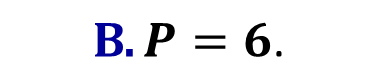 B. P = 6.